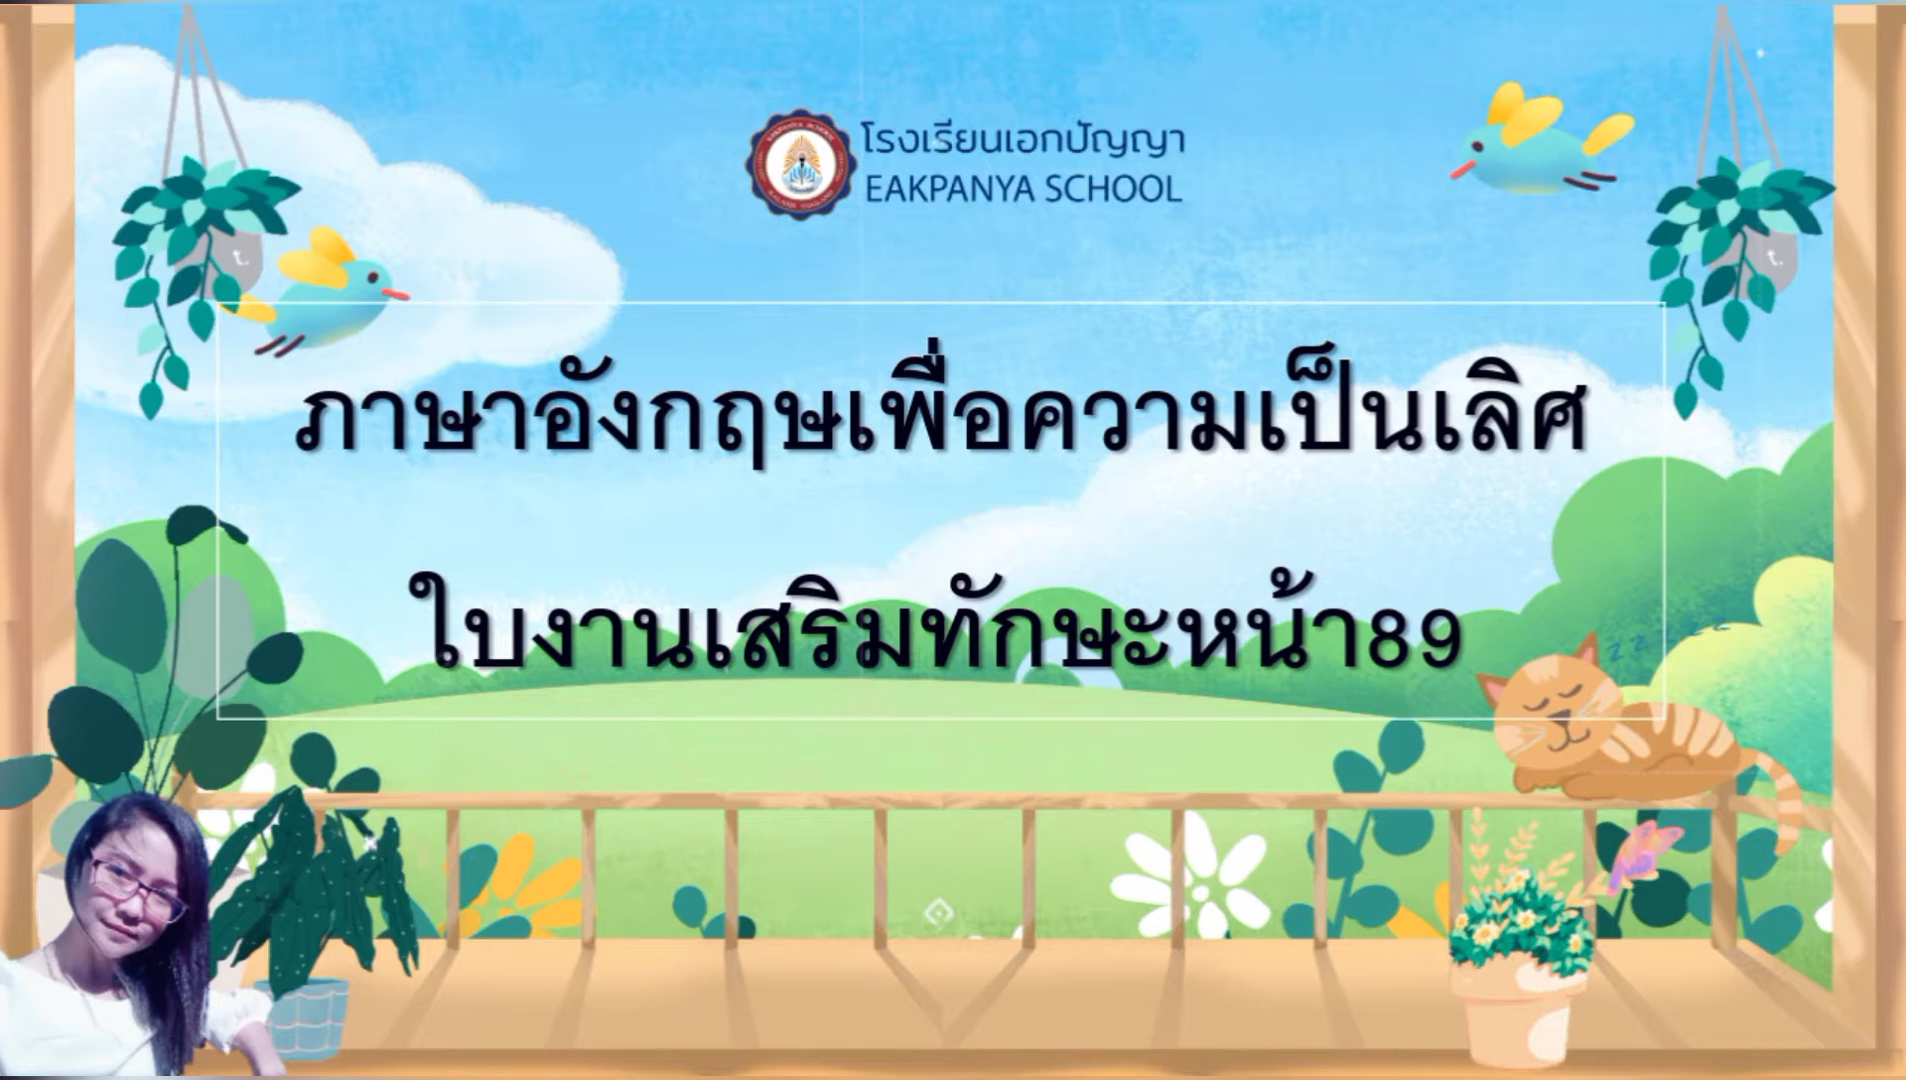 โรงเรียนเอกปัญญา
EAKPANYA SCHOOL
ภาษาอังกฤษเพื่อความเป็นเลิศ
ใบงานเสริมทักษะหน้า89
zz zzz
t.
t.